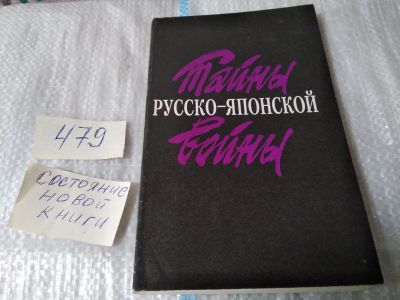 Тайны
РУССКО-ЯПОНСКОЙ
войны
479
СОСТОЯНИЕ
НОВОЙ
КНИГИ